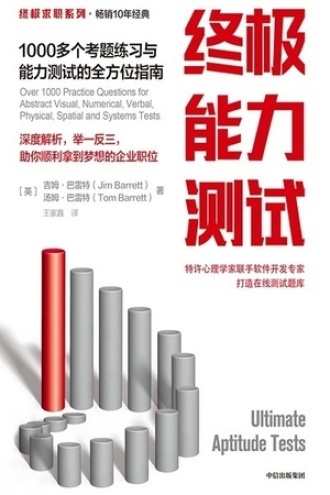 终极求职系列·畅销10年经典
1000多个考题练习与
能力测试的全方位指南
Over 1000 Practice Questions for
Abstract Visual, Numerical, Verbal,
Physical, Spatial and Systems Tests
深度解析，举一反三，
助你顺利拿到梦想的企业职位
[英] 吉姆·巴雷特（Jim Barrett）
汤姆·巴雷特（Tom Barrett） 著
王家鑫 译
终极
能力
测试
特许心理学家联手软件开发专家
打造在线测试题库
Ultimate
Aptitude Tests
中信出版集团